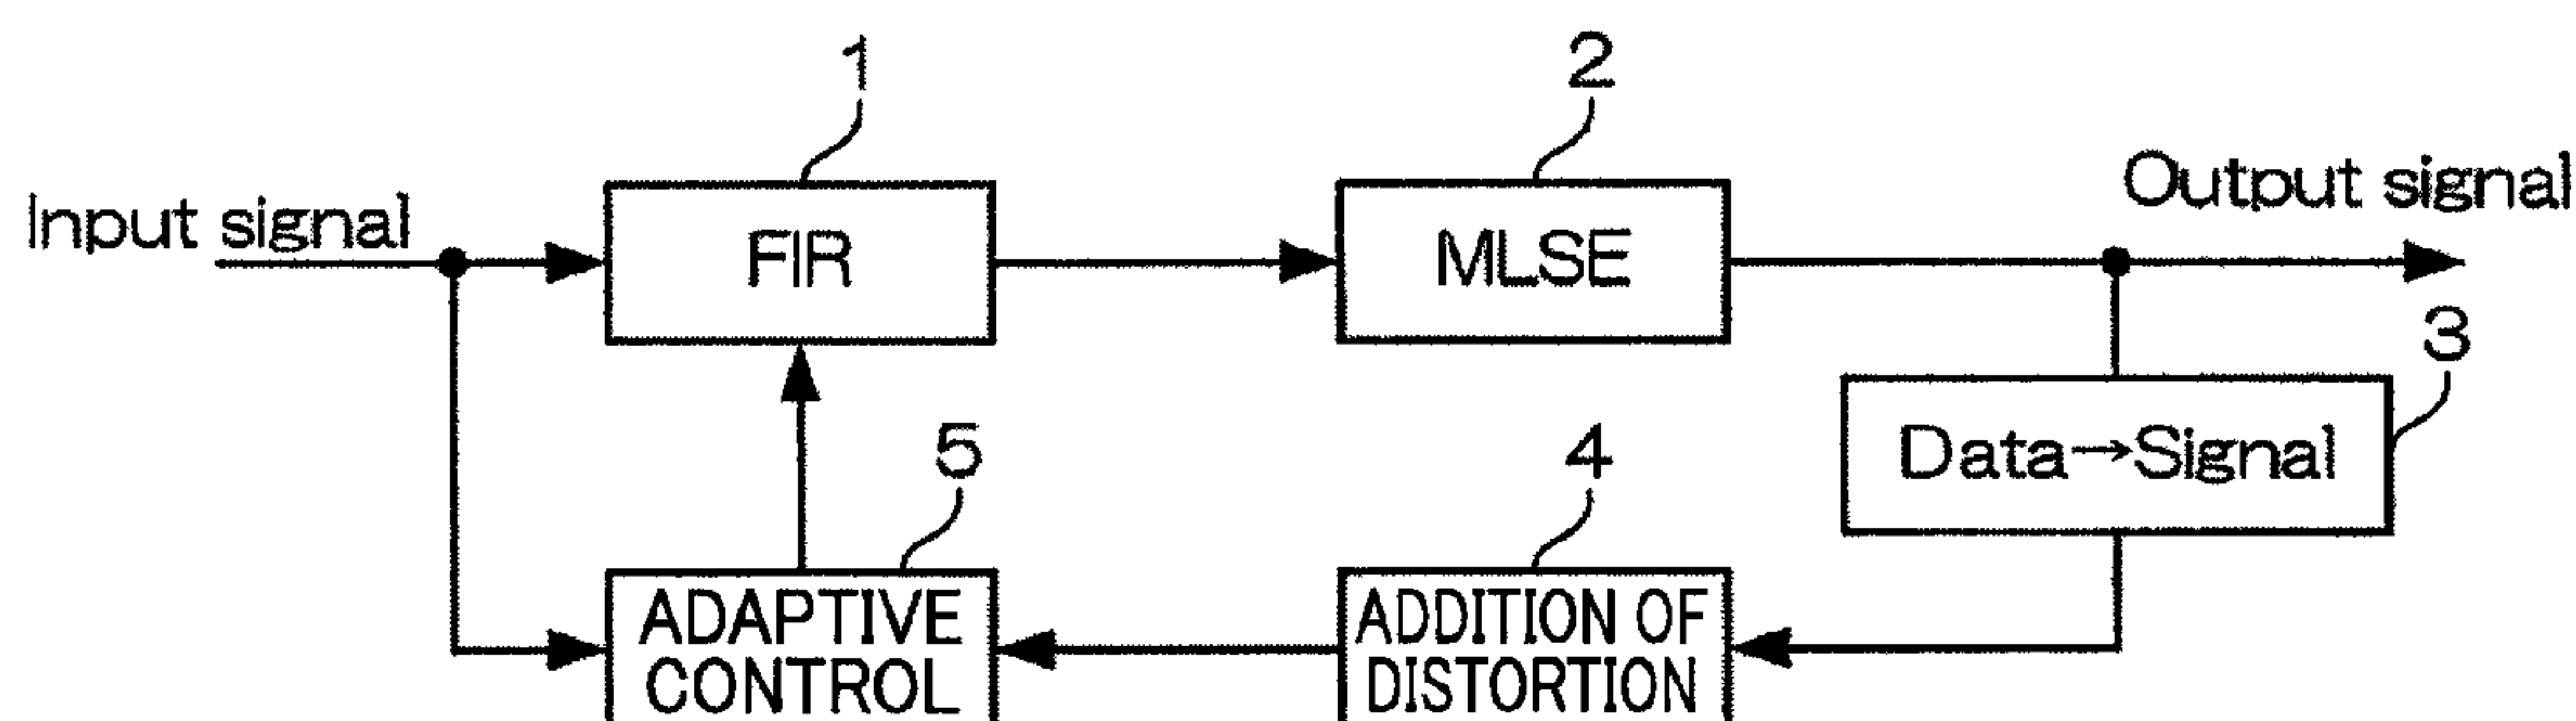 1
2
Input signal
FIR
MLSE
Output signal
3
Data→Signal
5
4
ADAPTIVE
CONTROL
ADDITION OF
DISTORTION